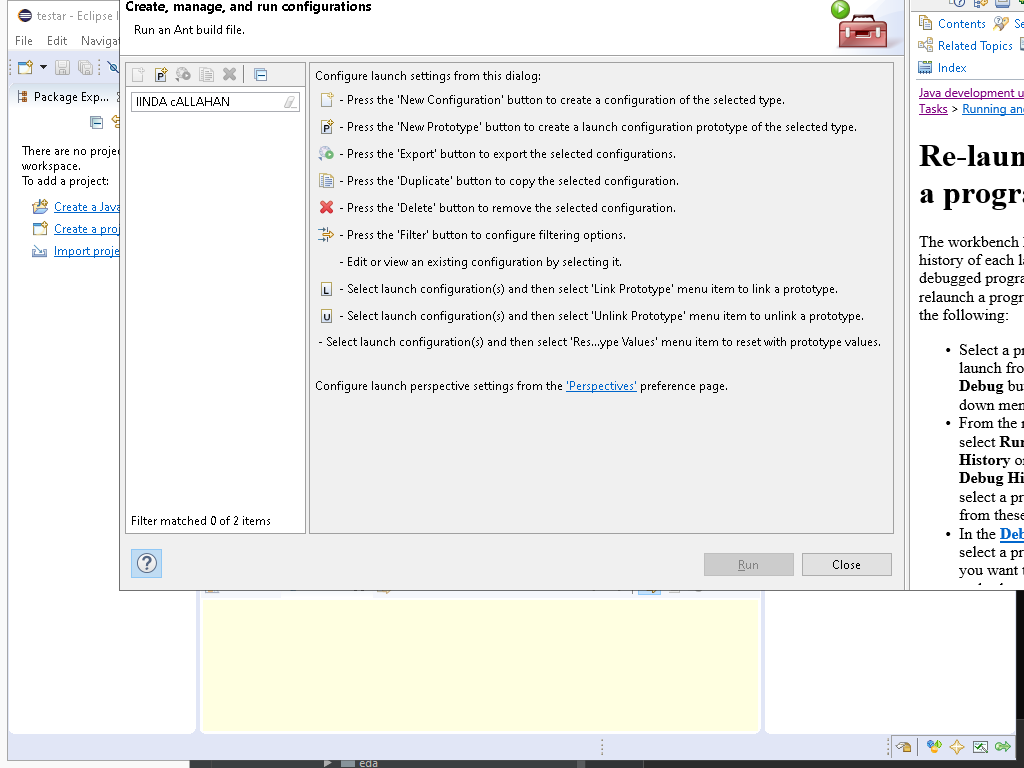 testar - Eclipse I
File Edit Navigat
Package Exp...
There are no projec
workspace.
To add a project:
Create a Java
Create a proj
Import proje
Create, manage, and run configurations
Run an Ant build file.
IINDA cALLAHAN
Filter matched 0 of 2 items
Configure launch settings from this dialog:
- Press the 'New Configuration' button to create a configuration of the selected type.
P - Press the 'New Prototype' button to create a launch configuration prototype of the selected type.
- Press the 'Export' button to export the selected configurations.
- Press the 'Duplicate' button to copy the selected configuration.
- Press the 'Delete' button to remove the selected configuration.
- Press the 'Filter' button to configure filtering options.
- Edit or view an existing configuration by selecting it.
L - Select launch configuration(s) and then select 'Link Prototype' menu item to link a prototype.
U - Select launch configuration(s) and then select 'Unlink Prototype' menu item to unlink a prototype.
- Select launch configuration(s) and then select 'Res...ype Values' menu item to reset with prototype values.
Configure launch perspective settings from the 'Perspectives' preference page.
?
Run
Close
Contents Se
Related Topics
Index
Java development u
Tasks > Running and
Re-laun
a progra
The workbench
history of each la
debugged progra
relaunch a progr
the following:
• Select a pr
launch fro
Debug bu
down men
• From the
select Run
History o
Debug Hi
select a pr
from these
• In the Deb
select a pr
you want t
eda